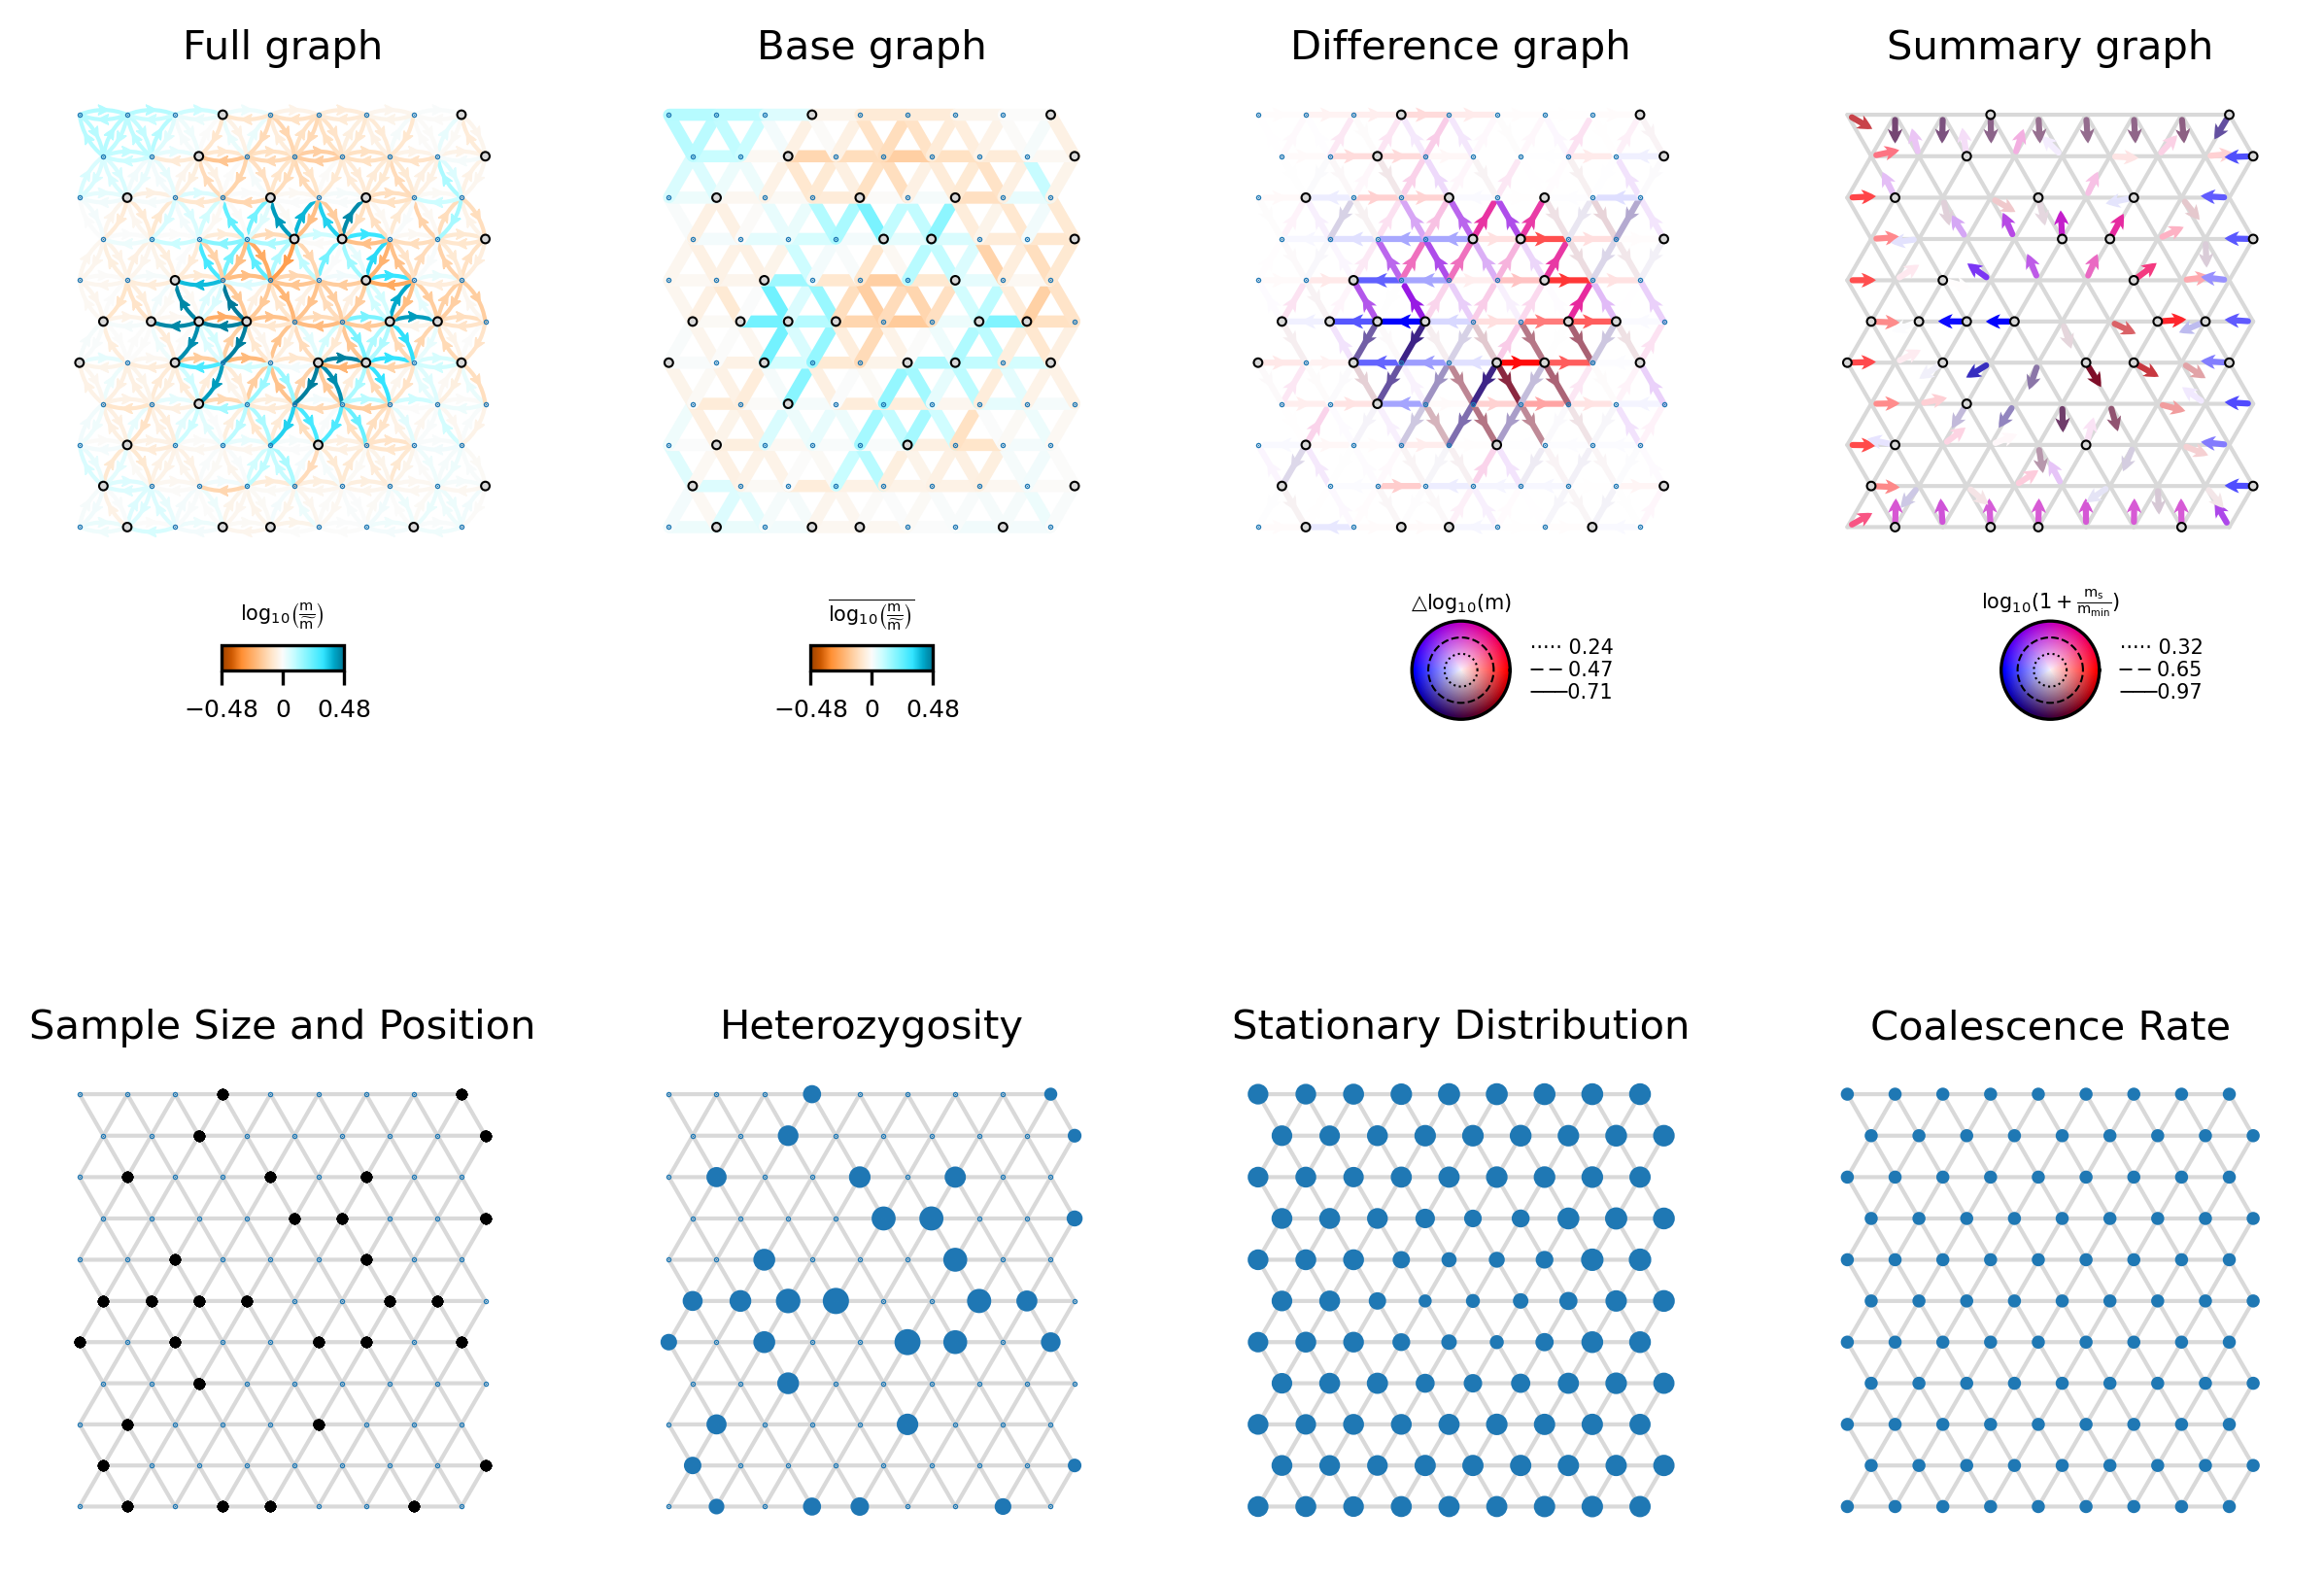 Full graph
Base graph
Difference graph
Summary graph
log₁₀(m/m̃)
−0.48 0 0.48
log₁₀(m/m̃)
−0.48 0 0.48
△log₁₀(m)
0.24
0.47
0.71
log₁₀(1 + mₛ/m_min)
0.32
0.65
0.97
Sample Size and Position
Heterozygosity
Stationary Distribution
Coalescence Rate